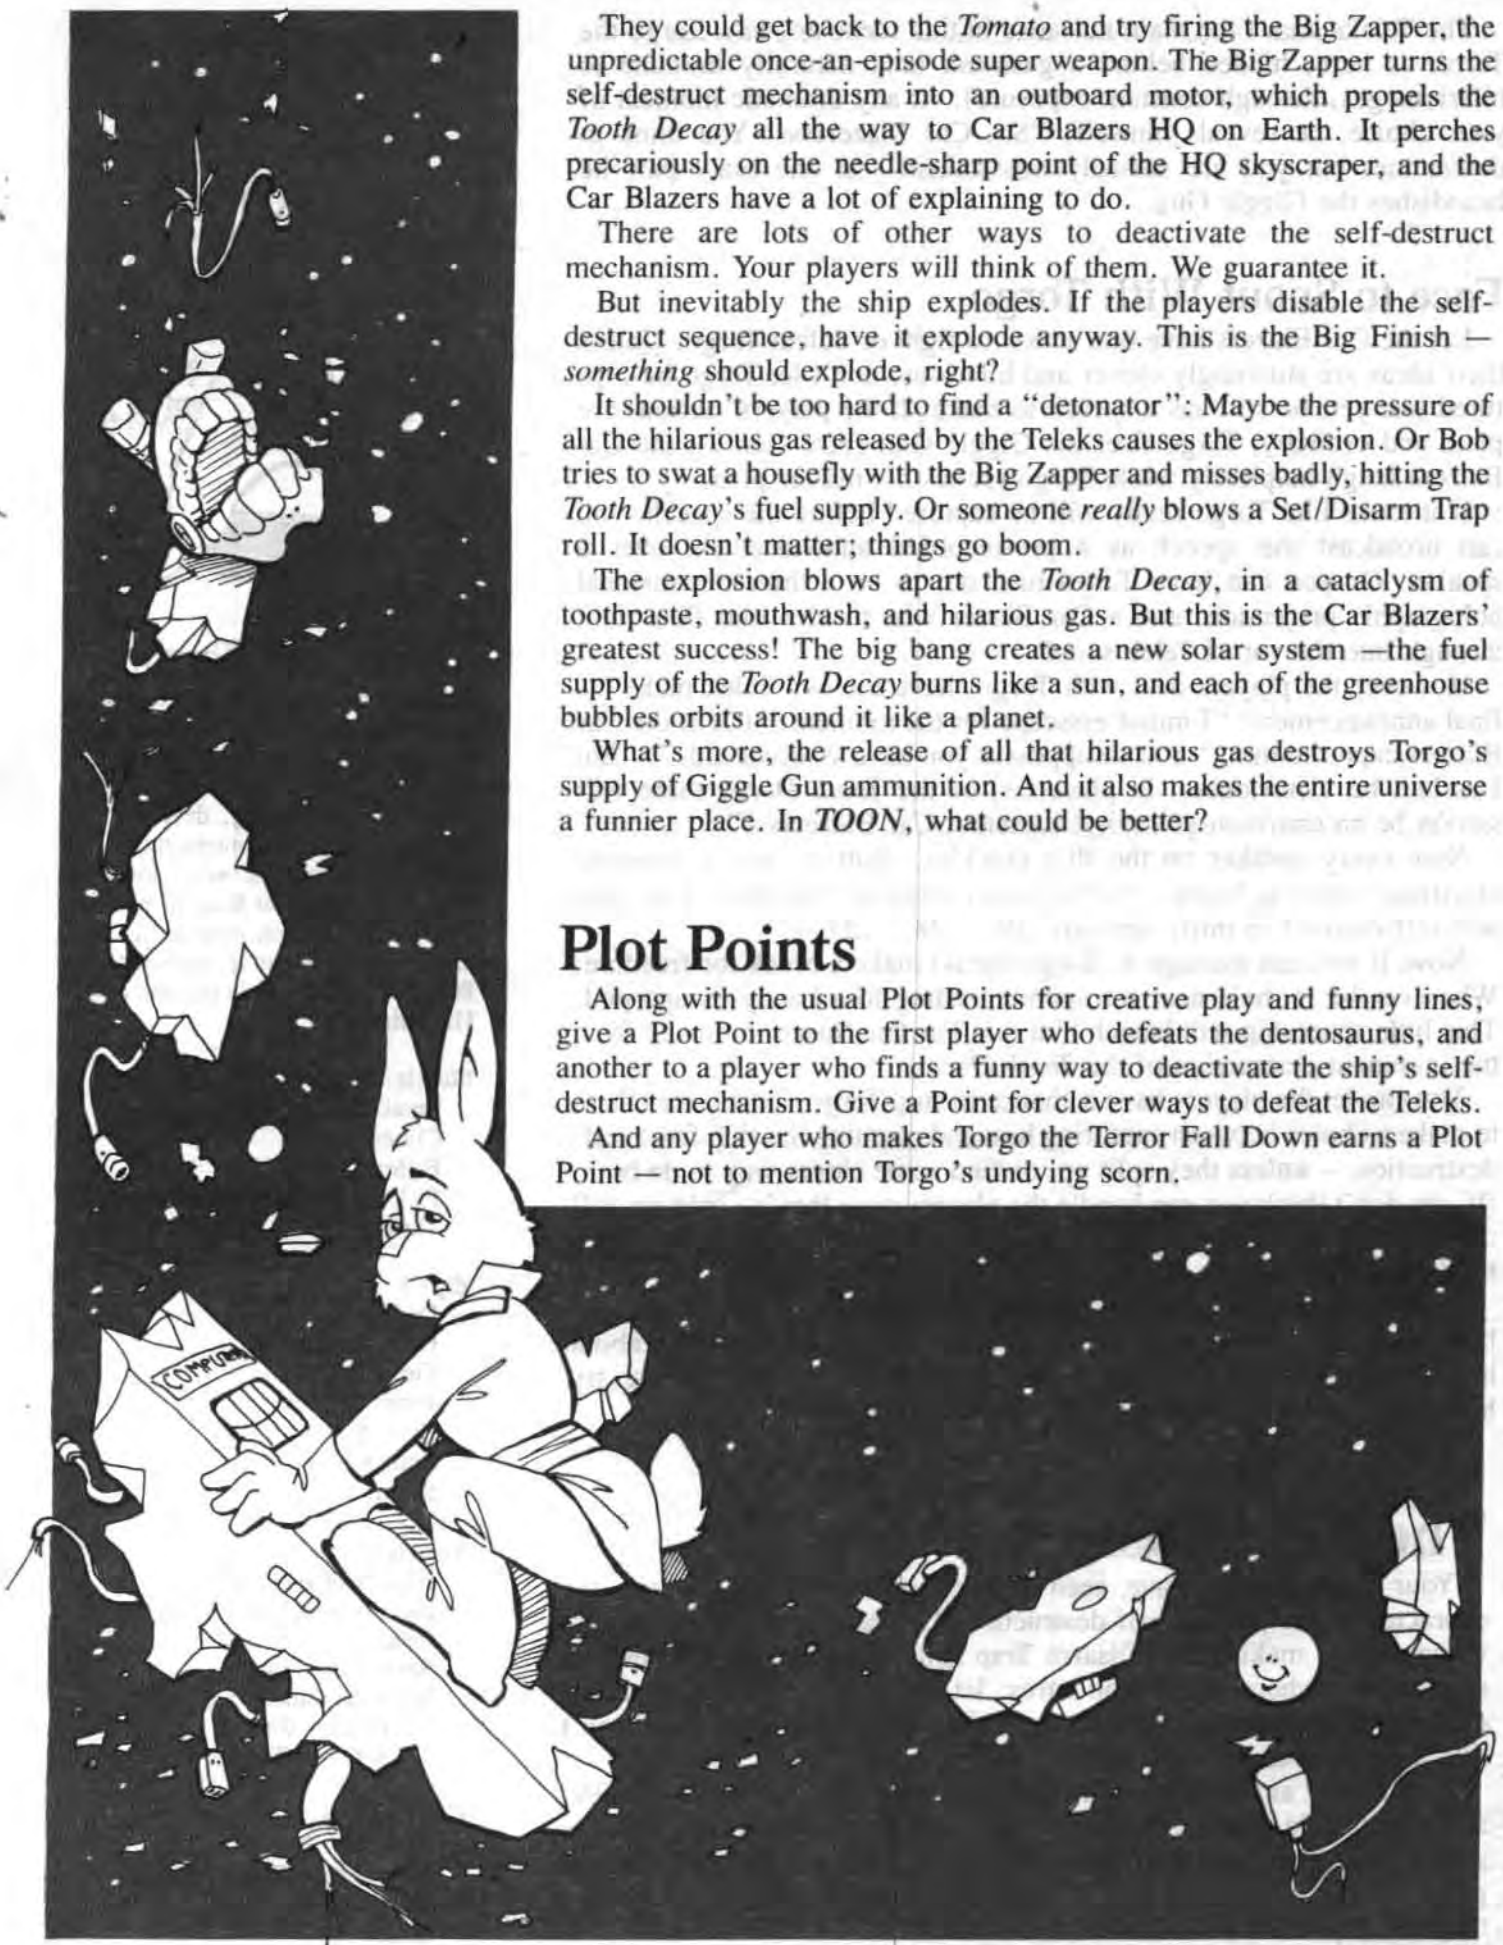 They could get back to the Tomato and try firing the Big Zapper, the
unpredictable once-an-episode super weapon. The Big Zapper turns the
self-destruct mechanism into an outboard motor, which propels the
Tooth Decay all the way to Car Blazers HQ on Earth. It perches
precariously on the needle-sharp point of the HQ skyscraper, and the
Car Blazers have a lot of explaining to do.
There are lots of other ways to deactivate the self-destruct
mechanism. Your players will think of them. We guarantee it.
But inevitably the ship explodes. If the players disable the self-
destruct sequence, have it explode anyway. This is the Big Finish —
something should explode, right?
It shouldn't be too hard to find a "detonator": Maybe the pressure of
all the hilarious gas released by the Teleks causes the explosion. Or Bob
tries to swat a housefly with the Big Zapper and misses badly, hitting the
Tooth Decay's fuel supply. Or someone really blows a Set/Disarm Trap
roll. It doesn't matter; things go boom.
The explosion blows apart the Tooth Decay, in a cataclysm of
toothpaste, mouthwash, and hilarious gas. But this is the Car Blazers'
greatest success! The big bang creates a new solar system —the fuel
supply of the Tooth Decay burns like a sun, and each of the greenhouse
bubbles orbits around it like a planet.
What's more, the release of all that hilarious gas destroys Torgo's
supply of Giggle Gun ammunition. And it also makes the entire universe
a funnier place. In TOON, what could be better?
Plot Points
Along with the usual Plot Points for creative play and funny lines,
give a Plot Point to the first player who defeats the dentosaurus, and
another to a player who finds a funny way to deactivate the ship's self-
destruct mechanism. Give a Point for clever ways to defeat the Teleks.
And any player who makes Torgo the Terror Fall Down earns a Plot
Point — not to mention Torgo's undying scorn.
COMPUTER